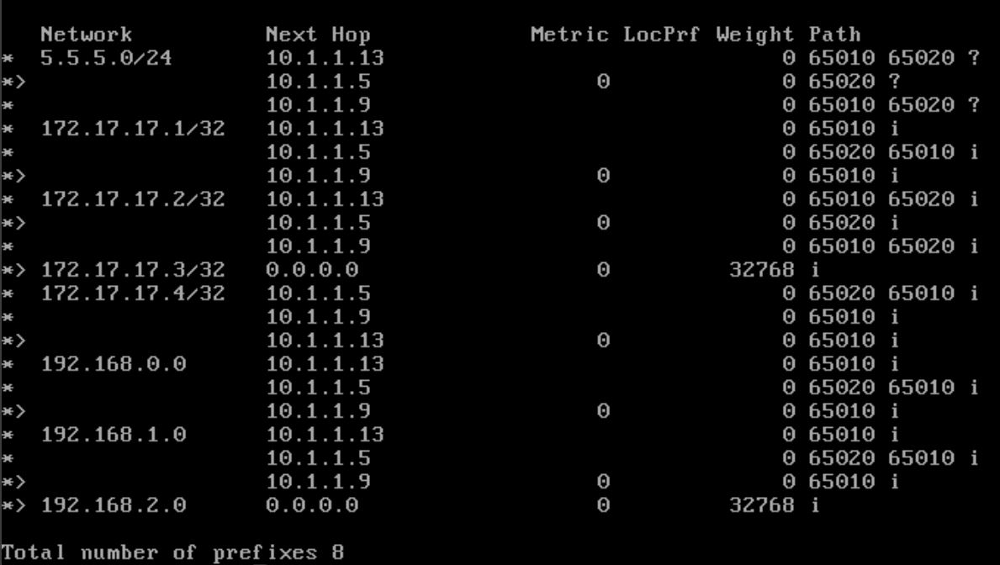 Network          Next Hop            Metric LocPrf Weight Path
*  5.5.5.0/24       10.1.1.13                              0 65010 65020 ?
*>                  10.1.1.5                 0             0 65020 ?
*                   10.1.1.9                               0 65010 65020 ?
*  172.17.17.1/32   10.1.1.13                              0 65010 i
*                   10.1.1.5                               0 65020 65010 i
*>                  10.1.1.9                 0             0 65010 i
*  172.17.17.2/32   10.1.1.13                              0 65010 65020 i
*>                  10.1.1.5                 0             0 65020 i
*                   10.1.1.9                               0 65010 65020 i
*> 172.17.17.3/32   0.0.0.0                  0         32768 i
*  172.17.17.4/32   10.1.1.5                               0 65020 65010 i
*                   10.1.1.9                               0 65010 i
*>                  10.1.1.13                0             0 65010 i
*  192.168.0.0      10.1.1.13                              0 65010 i
*                   10.1.1.5                               0 65020 65010 i
*>                  10.1.1.9                 0             0 65010 i
*  192.168.1.0      10.1.1.13                              0 65010 i
*                   10.1.1.5                               0 65020 65010 i
*>                  10.1.1.9                 0             0 65010 i
*> 192.168.2.0      0.0.0.0                  0         32768 i
Total number of prefixes 8